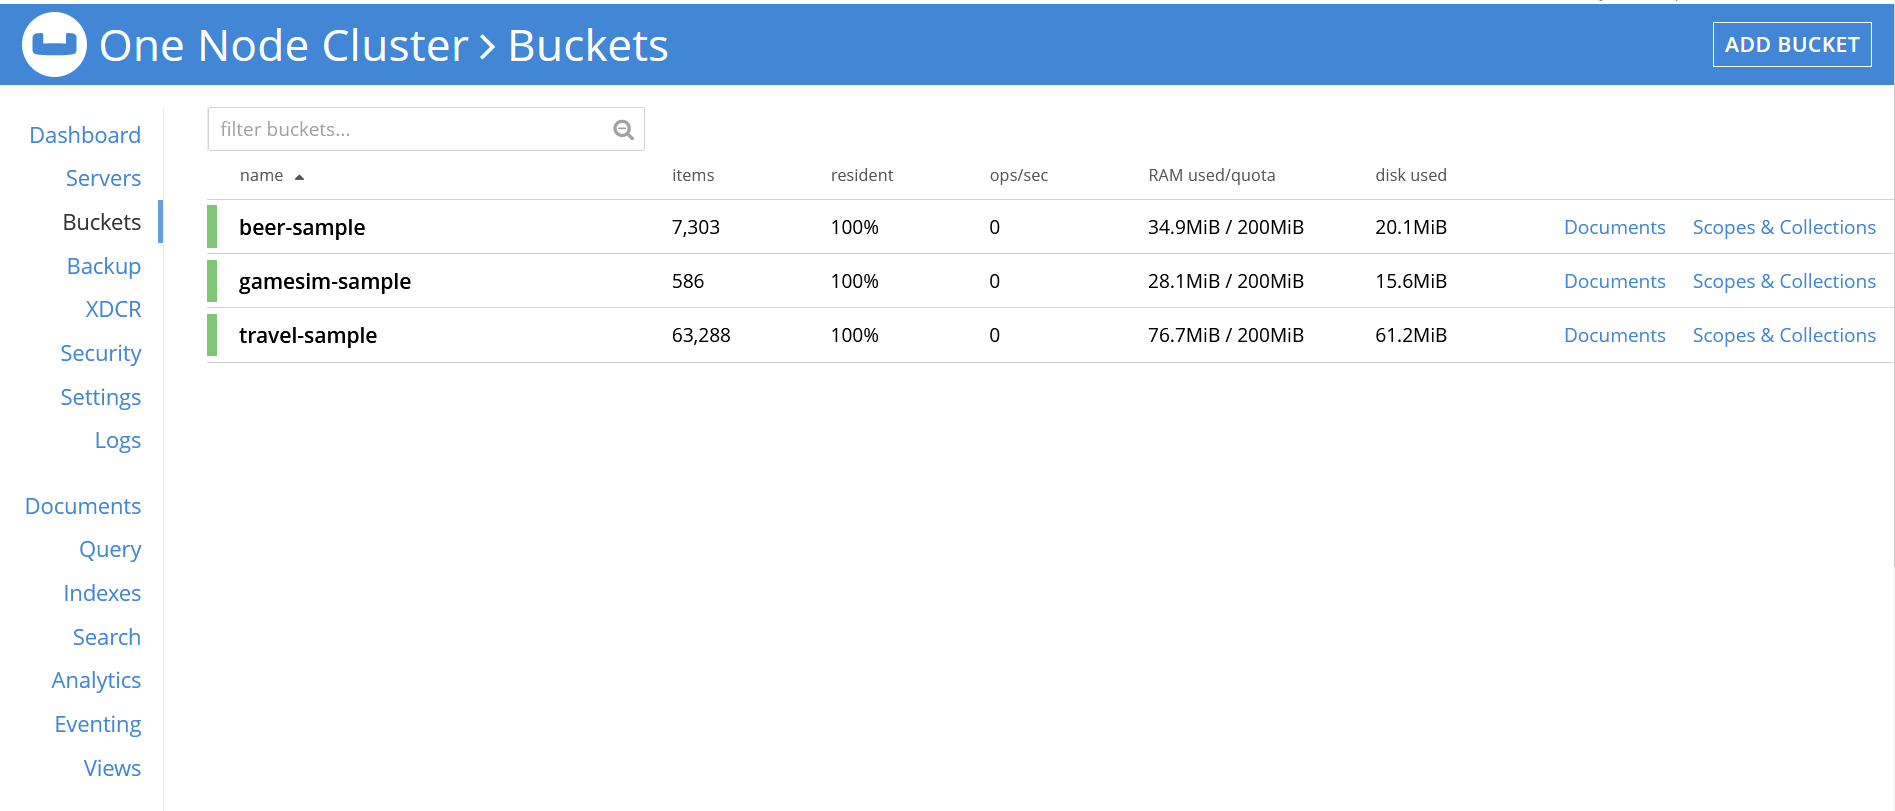 One Node Cluster > Buckets
ADD BUCKET
Dashboard
Servers
Buckets
Backup
XDCR
Security
Settings
Logs
Documents
Query
Indexes
Search
Analytics
Eventing
Views
filter buckets...
name items resident ops/sec RAM used/quota disk used
beer-sample 7,303 100% 0 34.9MiB / 200MiB 20.1MiB Documents Scopes & Collections
gamesim-sample 586 100% 0 28.1MiB / 200MiB 15.6MiB Documents Scopes & Collections
travel-sample 63,288 100% 0 76.7MiB / 200MiB 61.2MiB Documents Scopes & Collections